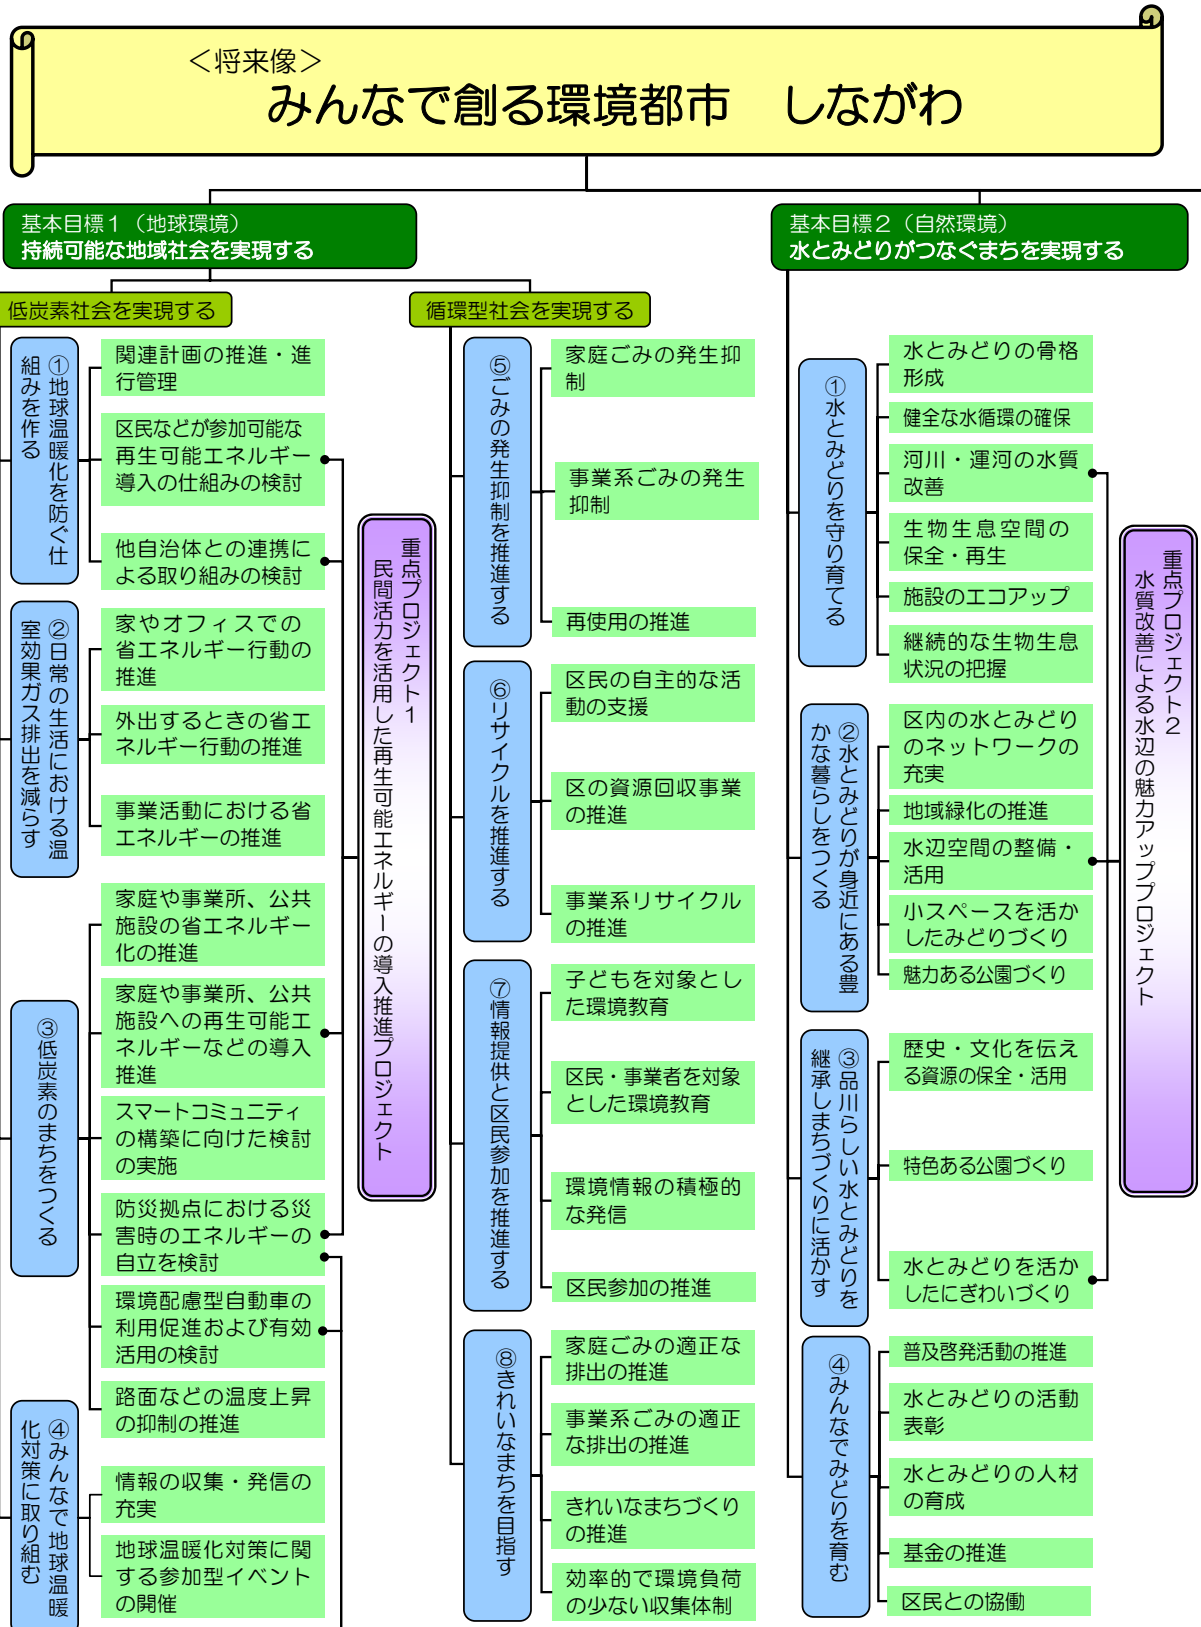 ＜将来像＞
みんなで創る環境都市　しながわ
基本目標１（地球環境）
持続可能な地域社会を実現する
低炭素社会を実現する
①地球温暖化を防ぐ仕
組みを作る
関連計画の推進・進
行管理
区民などが参加可能な
再生可能エネルギー
導入の仕組みの検討
他自治体との連携に
よる取り組みの検討
②日常の生活における温
室効果ガス排出を減らす
家やオフィスでの
省エネルギー行動の
推進
外出するときの省エ
ネルギー行動の推進
事業活動における省
エネルギーの推進
③低炭素のまちをつくる
家庭や事業所、公共
施設の省エネルギー
化の推進
家庭や事業所、公共
施設への再生可能エ
ネルギーなどの導入
推進
スマートコミュニティ
の構築に向けた検討
の実施
防災拠点における災
害時のエネルギーの
自立を検討
環境配慮型自動車の
利用促進および有効
活用の検討
路面などの温度上昇
の抑制の推進
④みんなで地球温暖
化対策に取り組む
情報の収集・発信の
充実
地球温暖化対策に関
する参加型イベント
の開催
重点プロジェクト１
民間活力を活用した再生可能エネルギーの導入推進プロジェクト
循環型社会を実現する
⑤ごみの発生抑制を推進する
家庭ごみの発生抑
制
事業系ごみの発生
抑制
再使用の推進
⑥リサイクルを推進する
区民の自主的な活
動の支援
区の資源回収事業
の推進
事業系リサイクル
の推進
⑦情報提供と区民参加を推進する
子どもを対象とし
た環境教育
区民・事業者を対象
とした環境教育
環境情報の積極的
な発信
区民参加の推進
⑧きれいなまちを目指す
家庭ごみの適正な
排出の推進
事業系ごみの適正
な排出の推進
きれいなまちづくり
の推進
効率的で環境負荷
の少ない収集体制
基本目標２（自然環境）
水とみどりがつなぐまちを実現する
①水とみどりを守り育てる
水とみどりの骨格
形成
健全な水循環の確保
河川・運河の水質
改善
生物生息空間の
保全・再生
施設のエコアップ
継続的な生物生息
状況の把握
②水とみどりが身近にある豊
かな暮らしをつくる
区内の水とみどり
のネットワークの
充実
地域緑化の推進
水辺空間の整備・
活用
小スペースを活か
したみどりづくり
魅力ある公園づくり
③品川らしい水とみどりを
継承しまちづくりに活かす
歴史・文化を伝え
る資源の保全・活用
特色ある公園づくり
水とみどりを活か
したにぎわいづくり
④みんなでみどりを育む
普及啓発活動の推進
水とみどりの活動
表彰
水とみどりの人材
の育成
基金の推進
区民との協働
重点プロジェクト２
水質改善による水辺の魅力アッププロジェクト